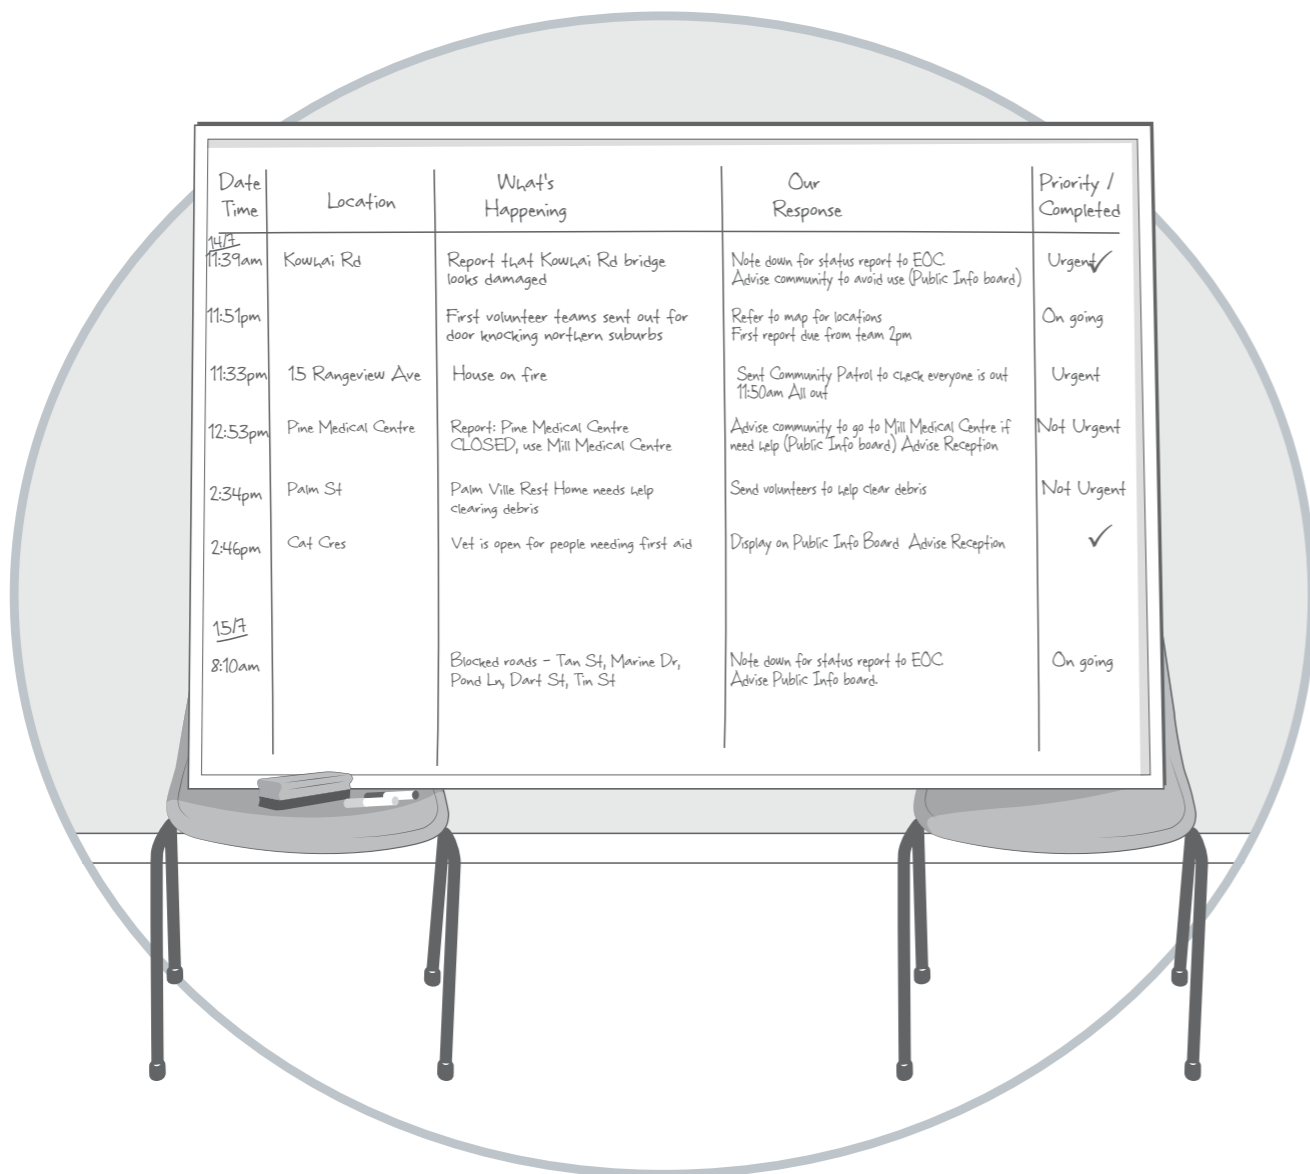 Date Time
Location
What's Happening
Our Response
Priority / Completed
14/7
11:39am
Kowhai Rd
Report that Kowhai Rd bridge
looks damaged
Note down for status report to EOC
Advise community to avoid use (Public Info board)
Urgent ✓
11:51pm
First volunteer teams sent out for
door knocking northern suburbs
Refer to map for locations
First report due from team 2pm
On going
11:33pm
15 Rangeview Ave
House on fire
Sent Community Patrol to check everyone is out
11:50am All out
Urgent
12:53pm
Pine Medical Centre
Report: Pine Medical Centre
CLOSED, use Mill Medical Centre
Advise community to go to Mill Medical Centre if
need help (Public Info board) Advise Reception
Not Urgent
2:34pm
Palm St
Palm Ville Rest Home needs help
clearing debris
Send volunteers to help clear debris
Not Urgent
2:46pm
Cat Cres
Vet is open for people needing first aid
Display on Public Info Board Advise Reception
✓
15/7
8:10am
Blocked roads - Tan St, Marine Dr,
Pond Ln, Dart St, Tin St
Note down for status report to EOC
Advise Public Info board.
On going